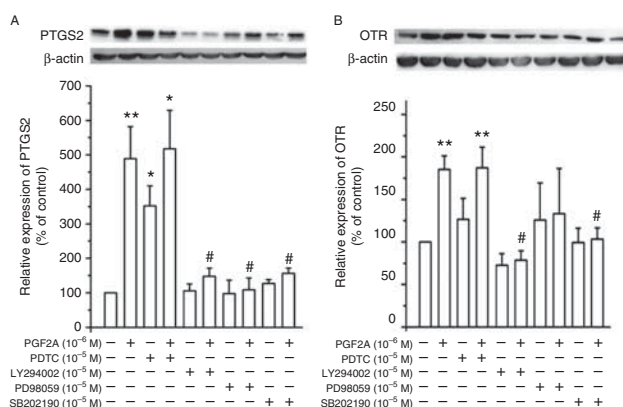 A
PTGS2
β-actin
Relative expression of PTGS2
(% of control)
700
600
500
400
300
200
100
0
** * * # # #
PGF2A (10⁻⁶ M) − + − + − + − + − +
PDTC (10⁻⁵ M) − − + + − − − − − −
LY294002 (10⁻⁵ M) − − − − + + − − − −
PD98059 (10⁻⁵ M) − − − − − − + + − −
SB202190 (10⁻⁵ M) − − − − − − − − + +
B
OTR
β-actin
Relative expression of OTR
(% of control)
250
200
150
100
50
0
** ** # #
PGF2A (10⁻⁶ M) − + − + − + − + − +
PDTC (10⁻⁵ M) − − + + − − − − − −
LY294002 (10⁻⁵ M) − − − − + + − − − −
PD98059 (10⁻⁵ M) − − − − − − + + − −
SB202190 (10⁻⁵ M) − − − − − − − − + +